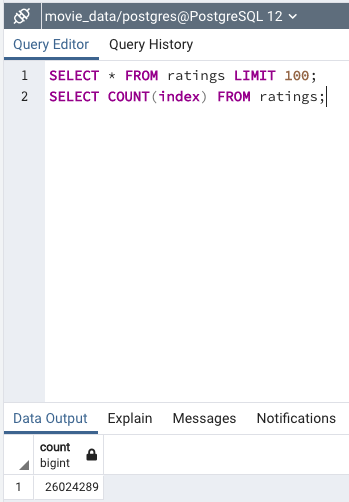 movie_data/postgres@PostgreSQL 12
Query Editor Query History
1 SELECT * FROM ratings LIMIT 100;
2 SELECT COUNT(index) FROM ratings;
Data Output Explain Messages Notifications
count
bigint
1 26024289